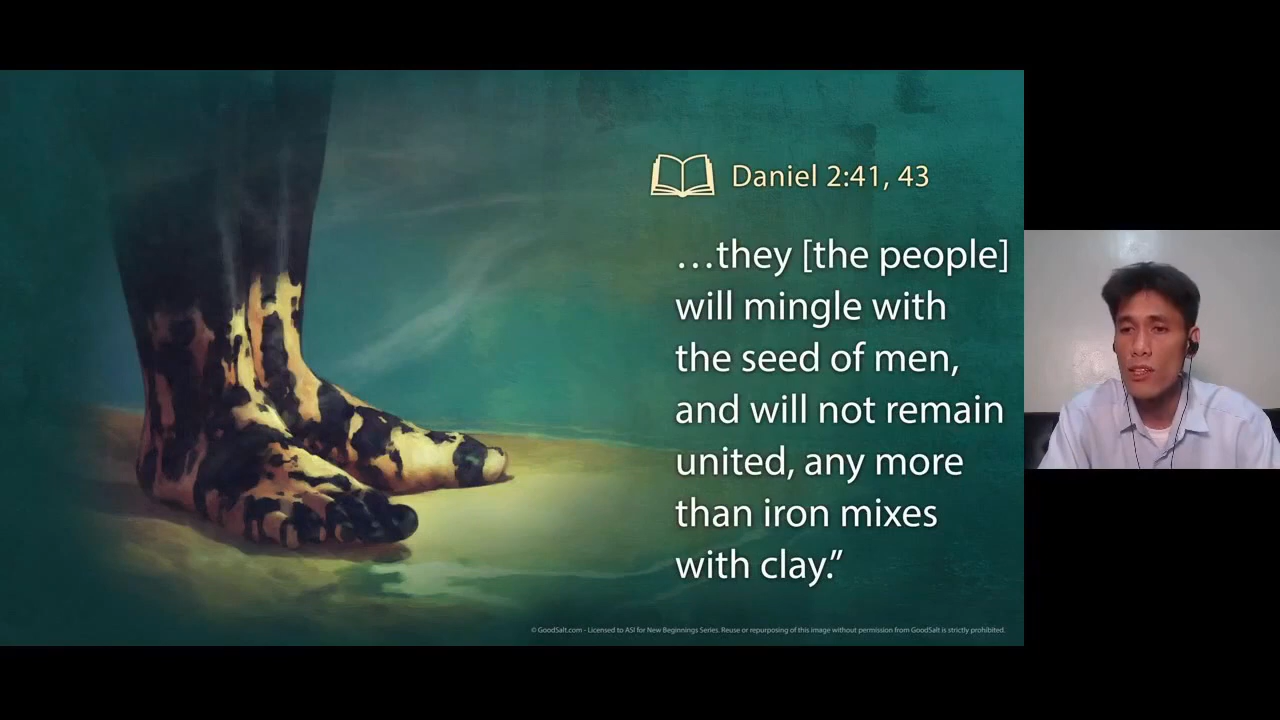 Daniel 2:41, 43
…they [the people]
will mingle with
the seed of men,
and will not remain
united, any more
than iron mixes
with clay.”
© GoodSalt.com - Licensed to ASI for New Beginnings Series. Reuse or repurposing of this image without permission from GoodSalt is strictly prohibited.